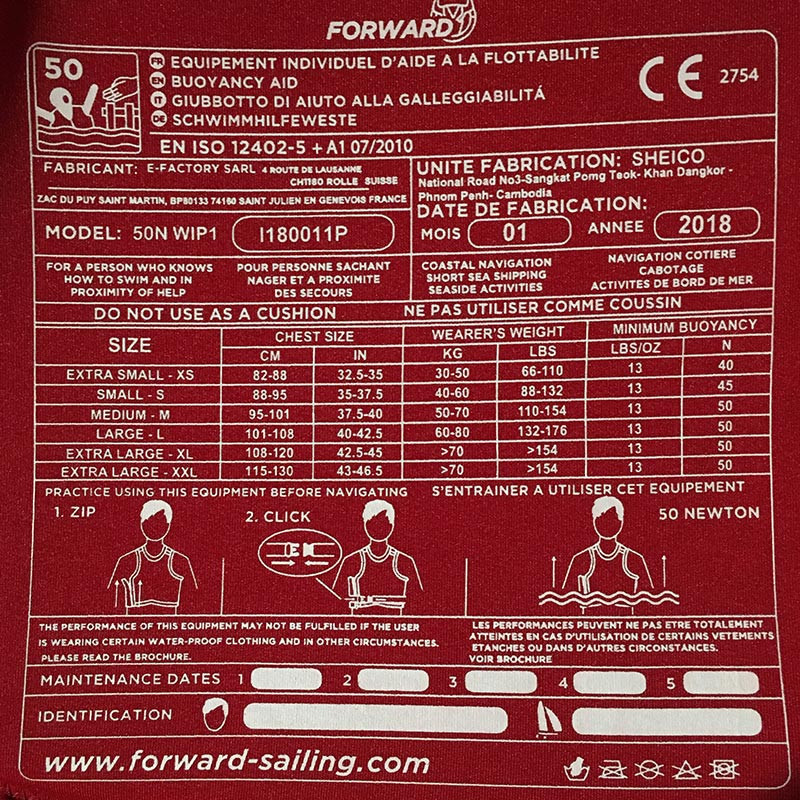 FORWARD
50
FR EQUIPEMENT INDIVIDUEL D'AIDE A LA FLOTTABILITE
EN BUOYANCY AID
IT GIUBBOTTO DI AIUTO ALLA GALLEGGIABILITÁ
DE SCHWIMMHILFEWESTE
CE 2754
EN ISO 12402-5 + A1 07/2010
FABRICANT: E-FACTORY SARL 4 ROUTE DE LAUSANNE
CH1180 ROLLE SUISSE
ZAC DU PUY SAINT MARTIN, BP80133 74160 SAINT JULIEN EN GENEVOIS FRANCE
UNITE FABRICATION: SHEICO
National Road No3-Sangkat Pomg Teok- Khan Dangkor -
Phnom Penh- Cambodia
DATE DE FABRICATION:
MODEL: 50N WIP1 I180011P
MOIS 01 ANNEE 2018
FOR A PERSON WHO KNOWS
HOW TO SWIM AND IN
PROXIMITY OF HELP
POUR PERSONNE SACHANT
NAGER ET A PROXIMITE
DES SECOURS
COASTAL NAVIGATION
SHORT SEA SHIPPING
SEASIDE ACTIVITIES
NAVIGATION COTIERE
CABOTAGE
ACTIVITES DE BORD DE MER
DO NOT USE AS A CUSHION NE PAS UTILISER COMME COUSSIN
SIZE CHEST SIZE WEARER'S WEIGHT MINIMUM BUOYANCY
CM IN KG LBS LBS/OZ N
EXTRA SMALL - XS 82-88 32.5-35 30-50 66-110 13 40
SMALL - S 88-95 35-37.5 40-60 88-132 13 45
MEDIUM - M 95-101 37.5-40 50-70 110-154 13 50
LARGE - L 101-108 40-42.5 60-80 132-176 13 50
EXTRA LARGE - XL 108-120 42.5-45 >70 >154 13 50
EXTRA LARGE - XXL 115-130 43-46.5 >70 >154 13 50
PRACTICE USING THIS EQUIPMENT BEFORE NAVIGATING S'ENTRAINER A UTILISER CET EQUIPEMENT
1. ZIP 2. CLICK 50 NEWTON
THE PERFORMANCE OF THIS EQUIPMENT MAY NOT BE FULFILLED IF THE USER
IS WEARING CERTAIN WATER-PROOF CLOTHING AND IN OTHER CIRCUMSTANCES.
PLEASE READ THE BROCHURE.
LES PERFORMANCES PEUVENT NE PAS ETRE TOTALEMENT
ATTEINTES EN CAS D'UTILISATION DE CERTAINS VETEMENTS
ETANCHES OU DANS D'AUTRES CIRCONSTANCES.
VOIR BROCHURE
MAINTENANCE DATES 1 2 3 4 5
IDENTIFICATION
www.forward-sailing.com